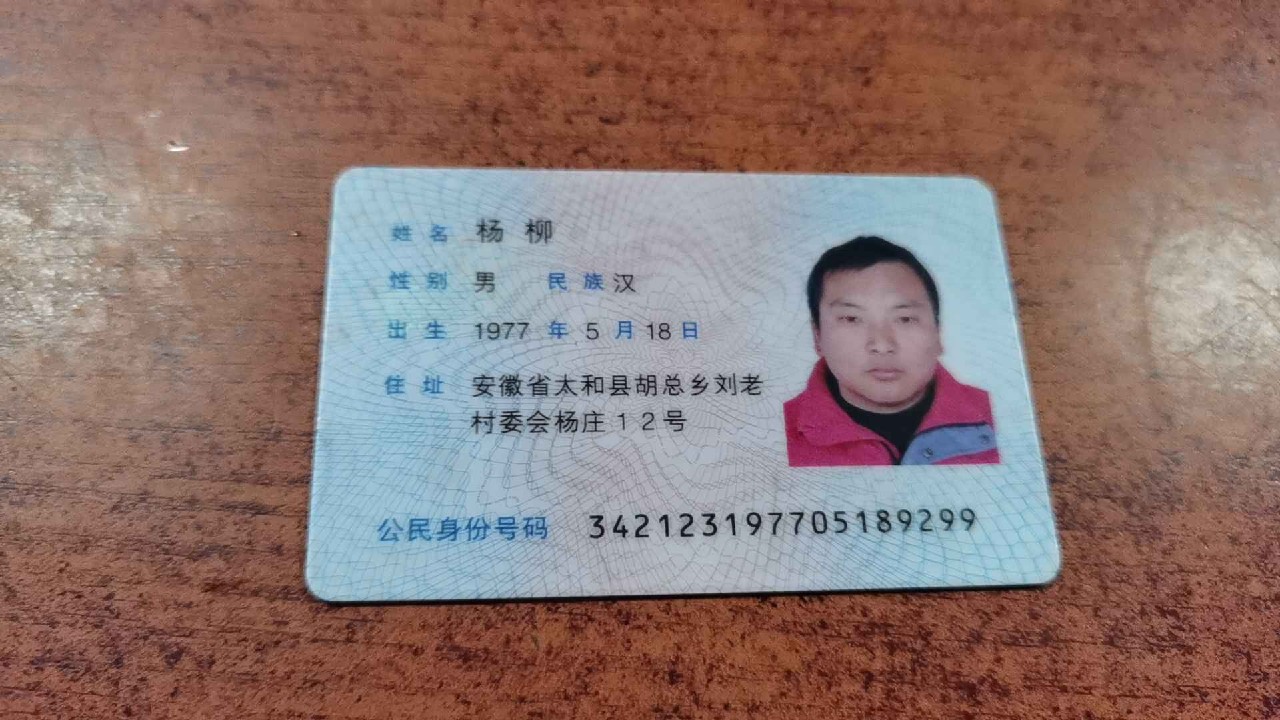 姓名 杨柳
性别 男 民族 汉
出生 1977 年 5 月 18 日
住址 安徽省太和县胡总乡刘老
村委会杨庄12号
公民身份号码 342123197705189299